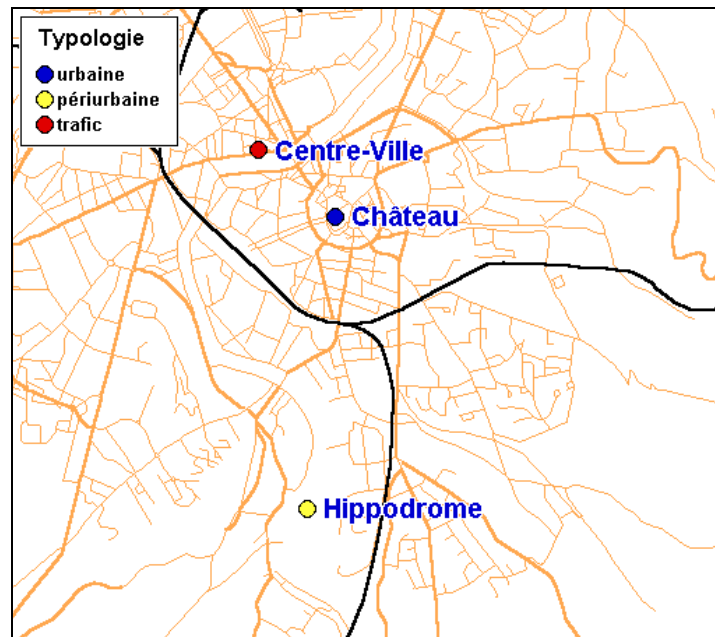 Typologie
urbaine
périurbaine
trafic
Centre-Ville
Château
Hippodrome